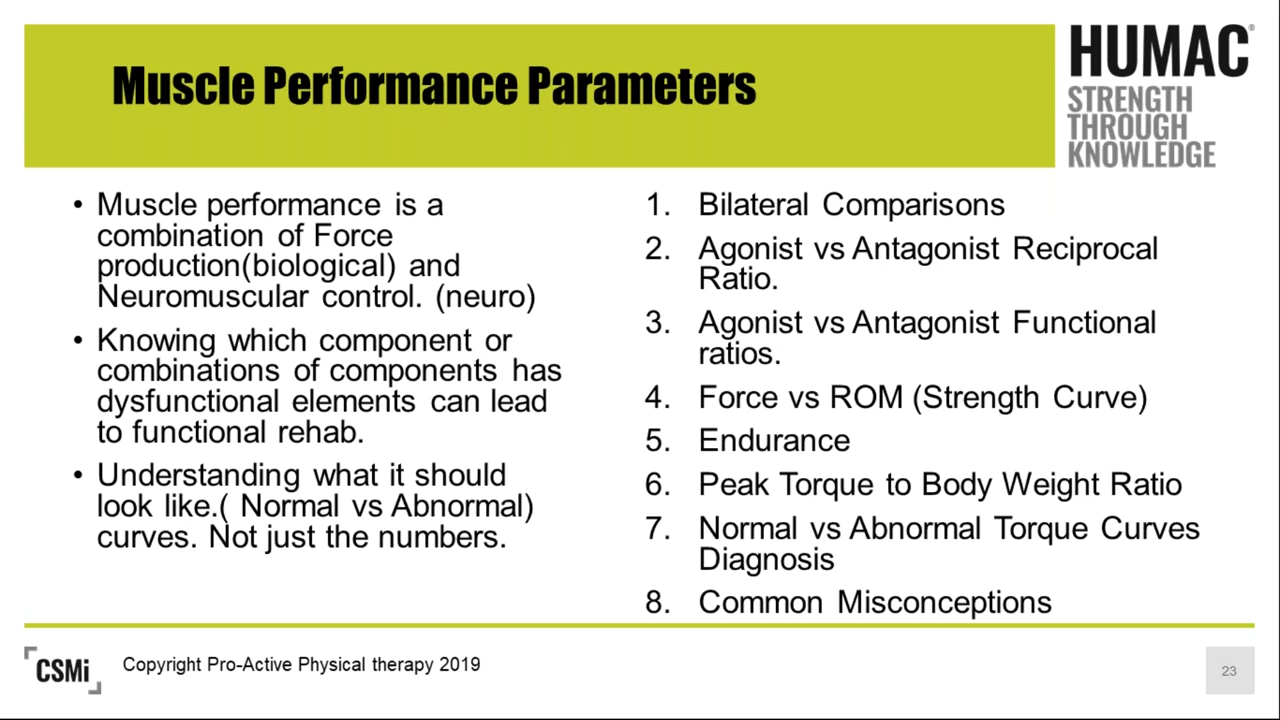 Muscle Performance Parameters
HUMAC®
STRENGTH
THROUGH
KNOWLEDGE
• Muscle performance is a
combination of Force
production(biological) and
Neuromuscular control. (neuro)
• Knowing which component or
combinations of components has
dysfunctional elements can lead
to functional rehab.
• Understanding what it should
look like.( Normal vs Abnormal)
curves. Not just the numbers.
1. Bilateral Comparisons
2. Agonist vs Antagonist Reciprocal
Ratio.
3. Agonist vs Antagonist Functional
ratios.
4. Force vs ROM (Strength Curve)
5. Endurance
6. Peak Torque to Body Weight Ratio
7. Normal vs Abnormal Torque Curves
Diagnosis
8. Common Misconceptions
CSMi
Copyright Pro-Active Physical therapy 2019
23